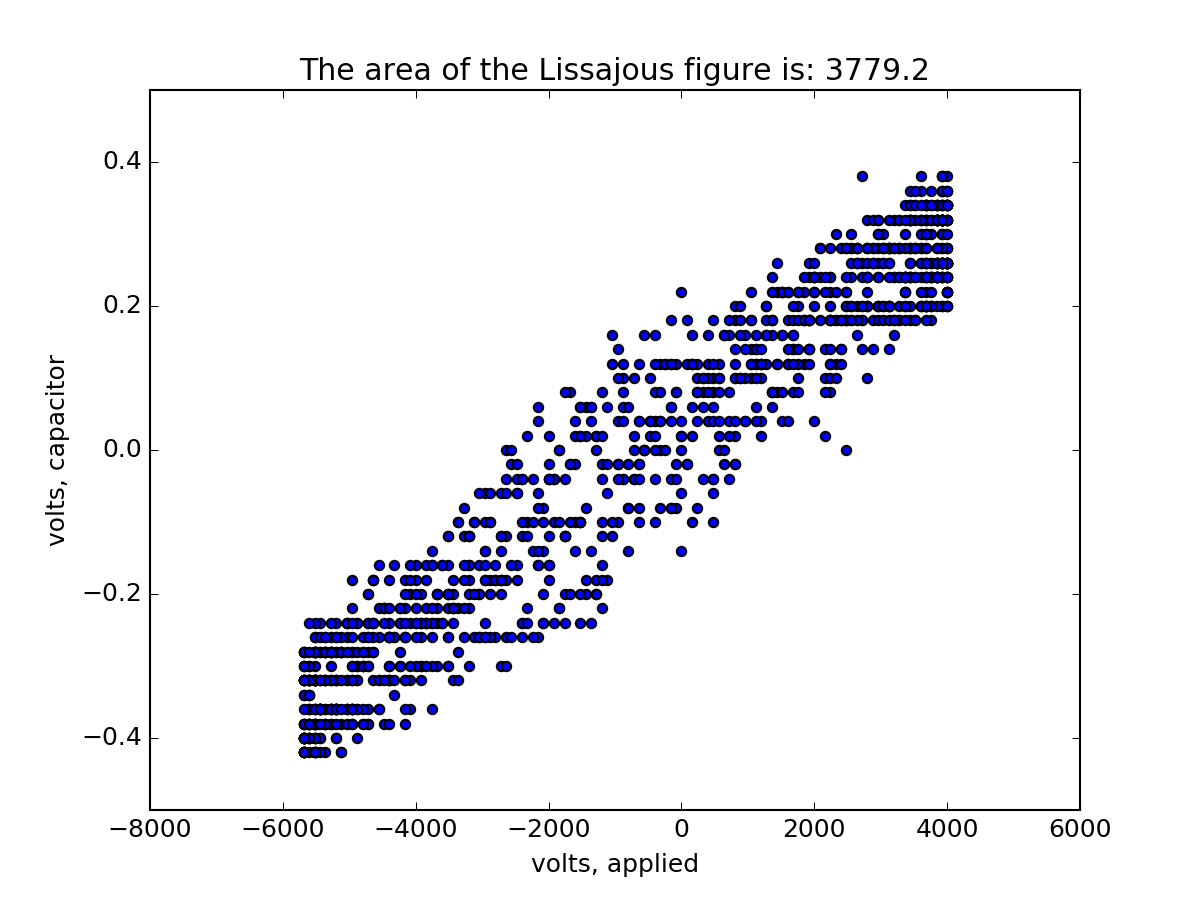 The area of the Lissajous figure is: 3779.2
0.4
0.2
0.0
−0.2
−0.4
volts, capacitor
−8000 −6000 −4000 −2000 0 2000 4000 6000
volts, applied